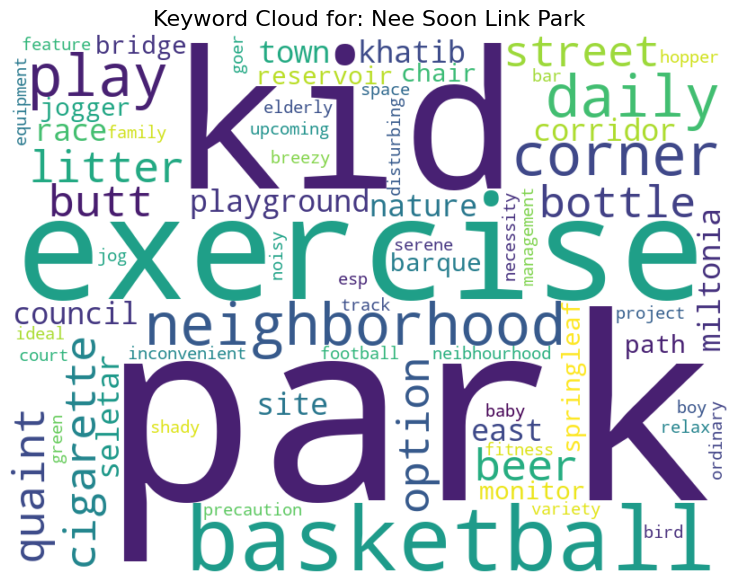 Keyword Cloud for: Nee Soon Link Park
feature
bridge
goer
town
khatib
street
play
kid
reservoir
chair
bar
hopper
equipment
jogger
elderly
space
daily
race
family
upcoming
disturbing
corridor
litter
breezy
corner
butt
playground
nature
necessity
management
bottle
exercise
jog
noisy
serene
barque
esp
miltonia
council
track
neighborhood
project
ideal
court
inconvenient
football
neibhourhood
springleaf
path
quaint
green
cigarette
seletar
park
shady
site
option
baby
east
boy
relax
ordinary
fitness
beer
monitor
precaution
variety
basketball
bird